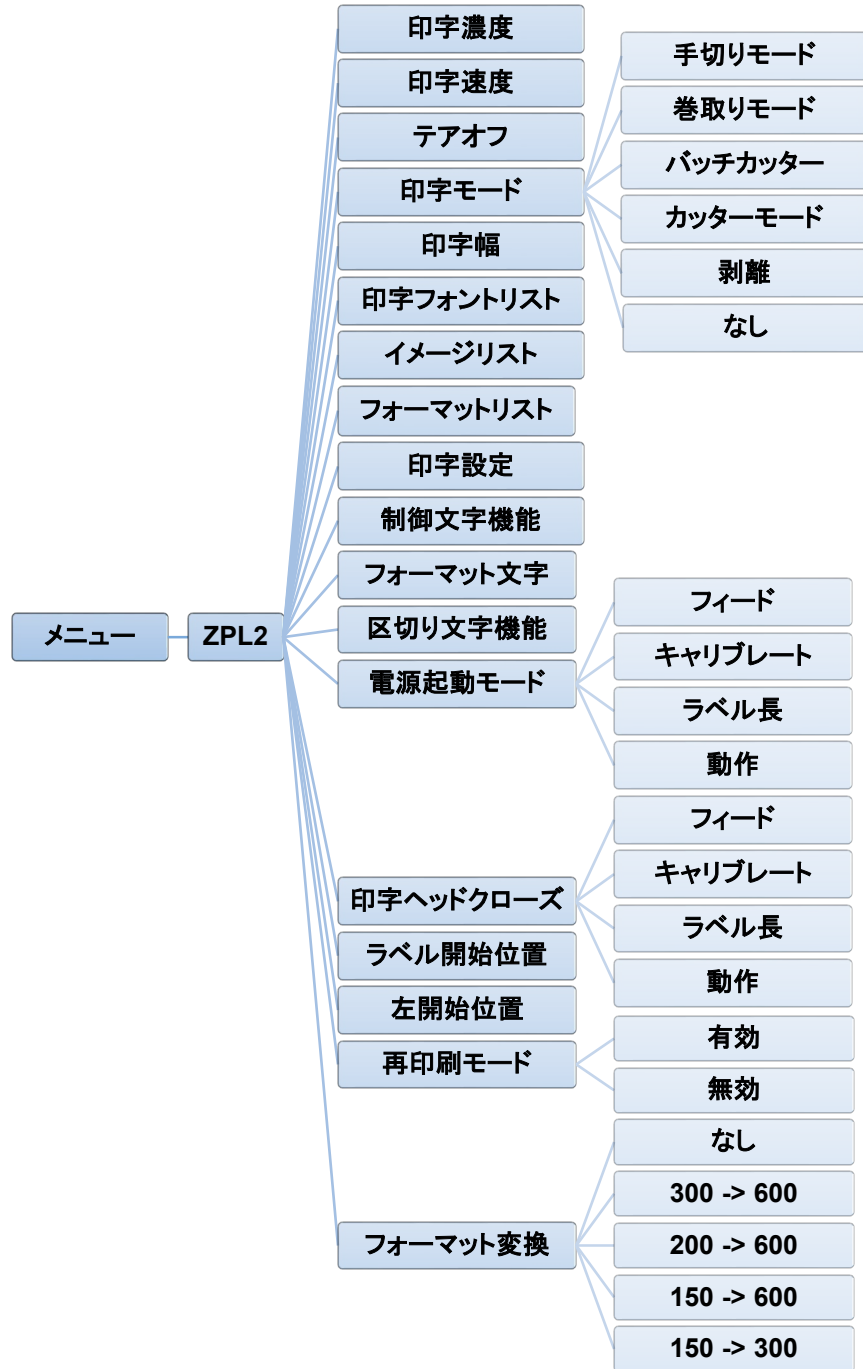 メニュー
ZPL2
印字濃度
印字速度
テアオフ
印字モード
手切りモード
巻取りモード
バッチカッター
カッターモード
剥離
なし
印字幅
印字フォントリスト
イメージリスト
フォーマットリスト
印字設定
制御文字機能
フォーマット文字
区切り文字機能
電源起動モード
フィード
キャリブレート
ラベル長
動作
印字ヘッドクローズ
フィード
キャリブレート
ラベル長
動作
ラベル開始位置
左開始位置
再印刷モード
有効
無効
フォーマット変換
なし
300 -> 600
200 -> 600
150 -> 600
150 -> 300